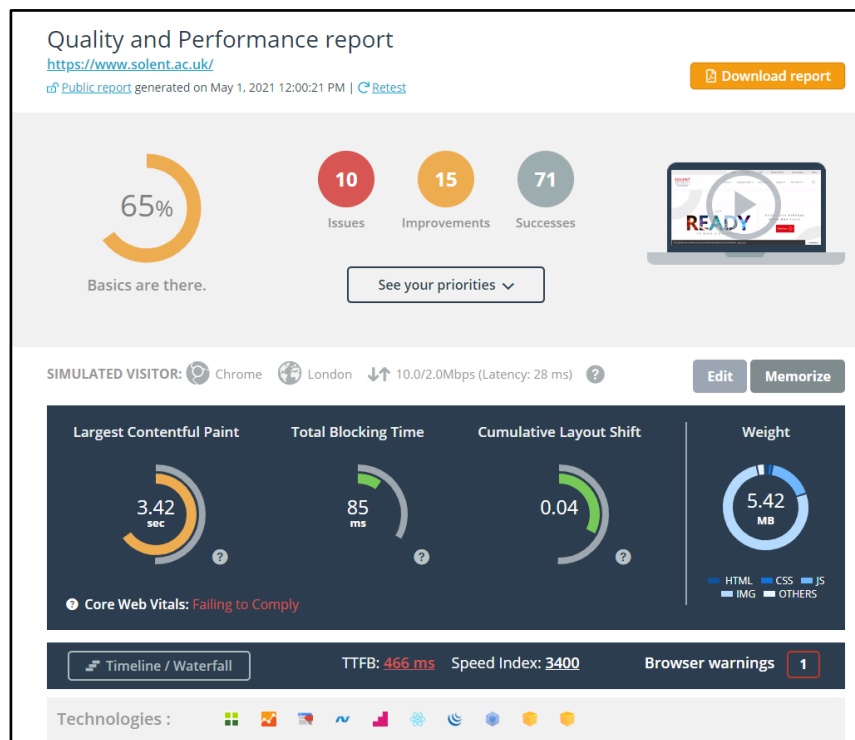 Quality and Performance report
https://www.solent.ac.uk/
Public report generated on May 1, 2021 12:00:21 PM | Retest
Download report
65%
Basics are there.
10
Issues
15
Improvements
71
Successes
See your priorities
SOLENT
READY
SIMULATED VISITOR: Chrome London 10.0/2.0Mbps (Latency: 28 ms) ?
Edit
Memorize
Largest Contentful Paint
3.42
sec
?
Total Blocking Time
85
ms
?
Cumulative Layout Shift
0.04
?
Weight
5.42
MB
HTML CSS JS
IMG OTHERS
? Core Web Vitals: Failing to Comply
Timeline / Waterfall
TTFB: 466 ms Speed Index: 3400
Browser warnings 1
Technologies :